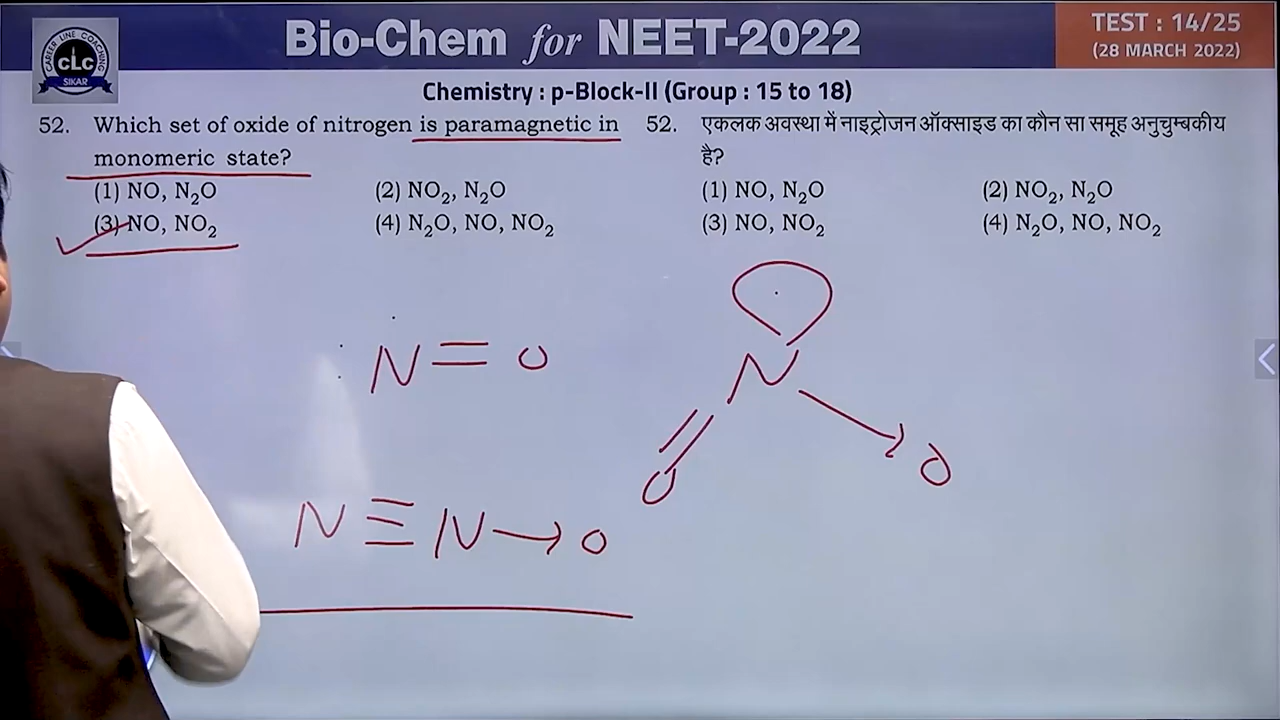 CAREER LINE COACHING
CLC
SIKAR
Bio-Chem for NEET-2022
TEST : 14/25
(28 MARCH 2022)
Chemistry : p-Block-II (Group : 15 to 18)
52. Which set of oxide of nitrogen is paramagnetic in
monomeric state?
(1) NO, N₂O (2) NO₂, N₂O
(3) NO, NO₂ (4) N₂O, NO, NO₂
52. एकलक अवस्था में नाइट्रोजन ऑक्साइड का कौन सा समूह अनुचुम्बकीय
है?
(1) NO, N₂O (2) NO₂, N₂O
(3) NO, NO₂ (4) N₂O, NO, NO₂
N = O
N ≡ N → O
N
O
O